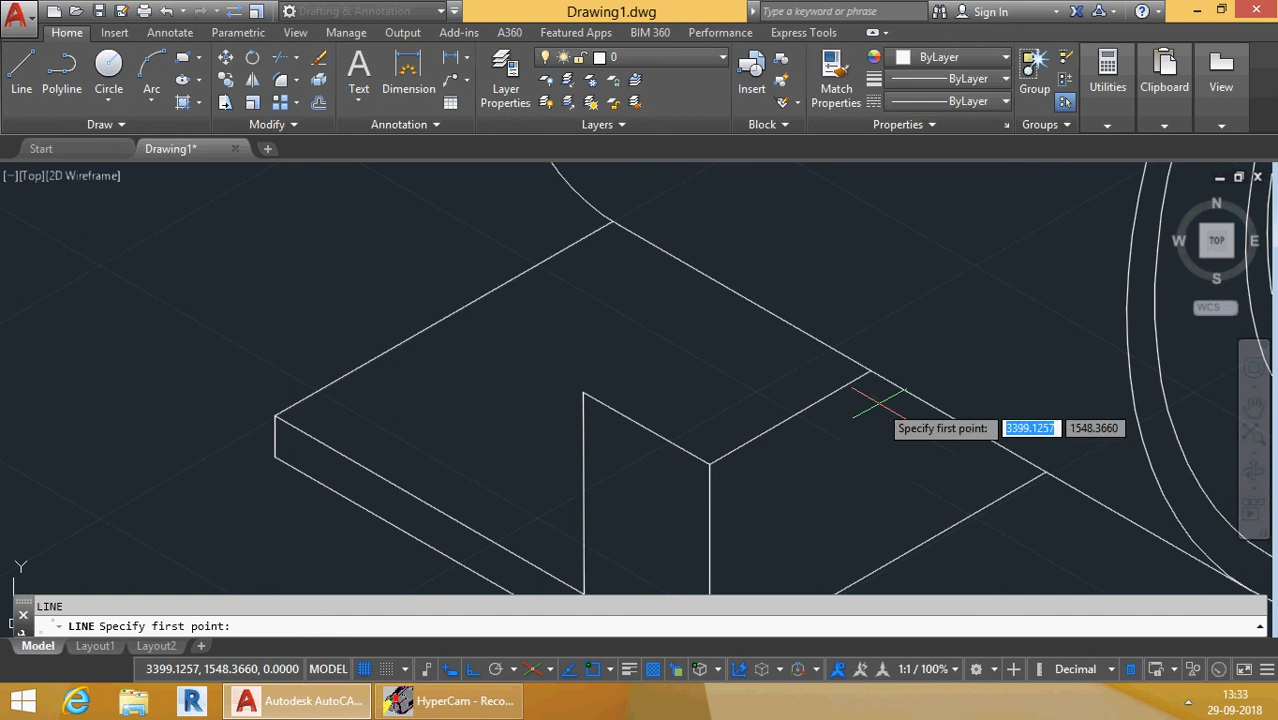 Drafting & Annotation
Drawing1.dwg
Type a keyword or phrase
Sign In
Home Insert Annotate Parametric View Manage Output Add-ins A360 Featured Apps BIM 360 Performance Express Tools
Line Polyline Circle Arc
Text Dimension
Layer Properties
0
Insert
Match Properties
ByLayer
ByLayer
ByLayer
Group
Utilities
Clipboard
View
Draw Modify Annotation Layers Block Properties Groups
Start Drawing1*
[−][Top][2D Wireframe]
N
W TOP E
S
WCS
Specify first point: 3399.1257 1548.3660
Y
LINE
LINE Specify first point:
Model Layout1 Layout2
3399.1257, 1548.3660, 0.0000 MODEL 1:1 / 100% Decimal
Autodesk AutoCA...
HyperCam - Reco...
13:33
29-09-2018